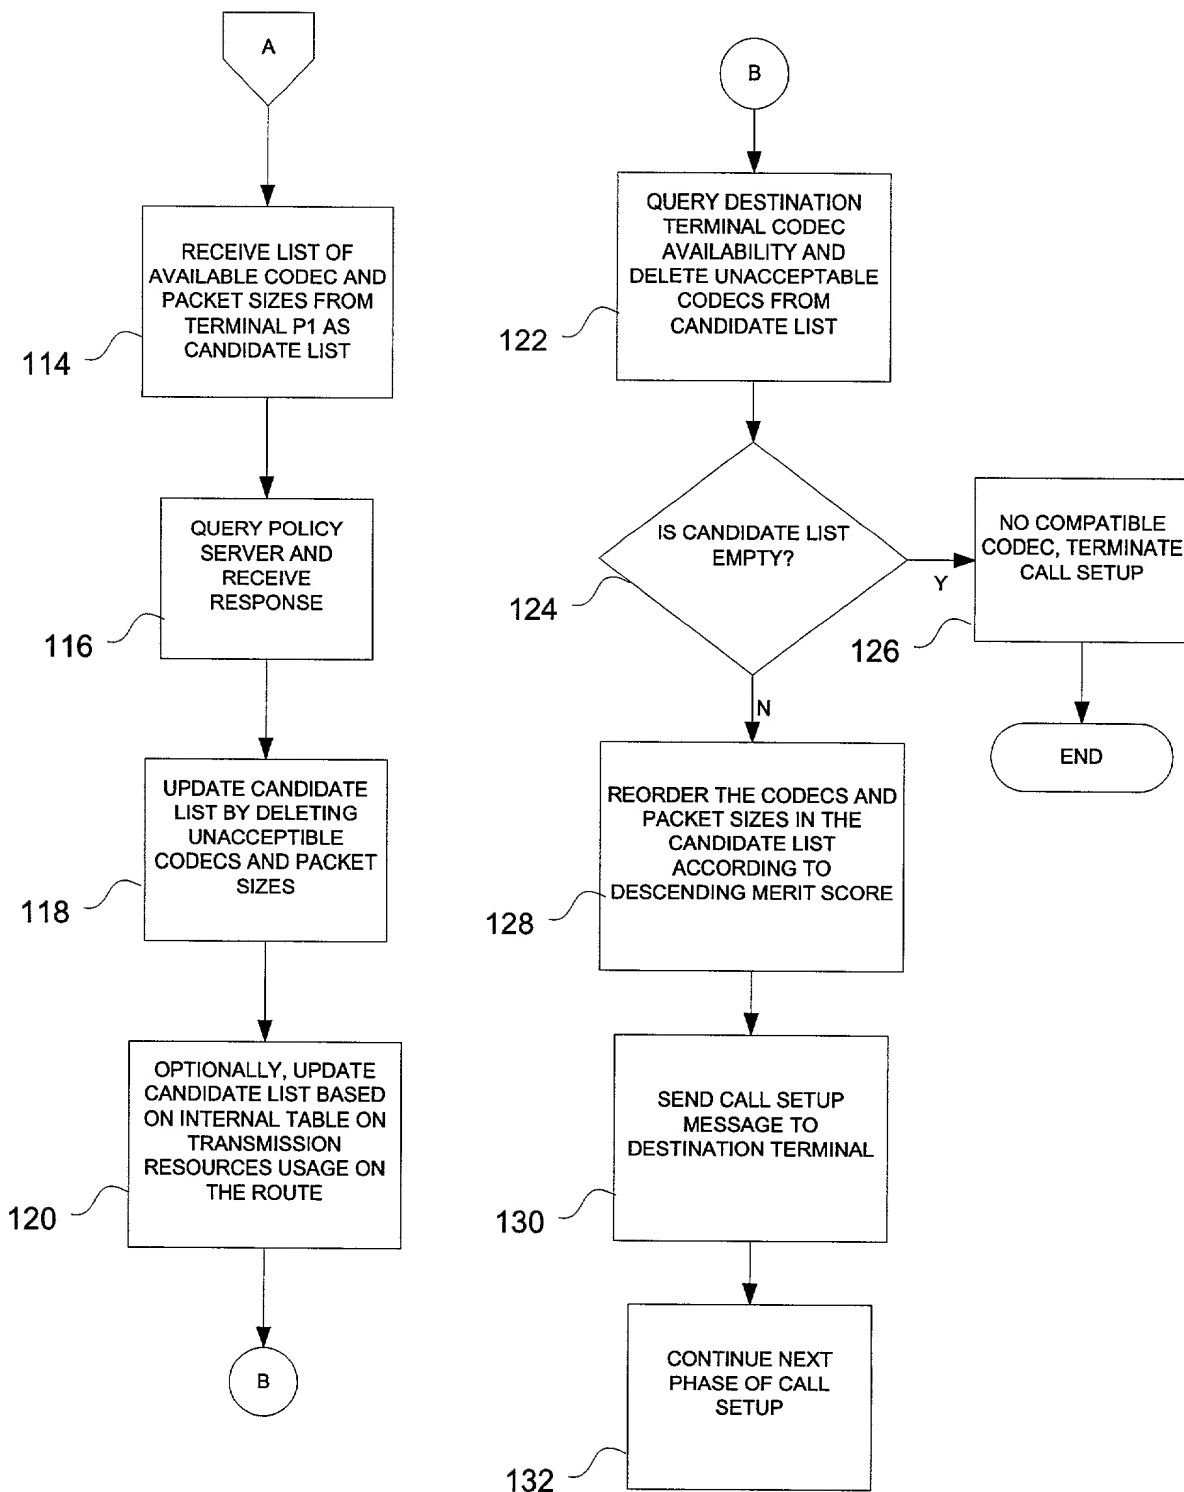 A
RECEIVE LIST OF
AVAILABLE CODEC AND
PACKET SIZES FROM
TERMINAL P1 AS
CANDIDATE LIST
114
QUERY POLICY
SERVER AND
RECEIVE
RESPONSE
116
UPDATE CANDIDATE
LIST BY DELETING
UNACCEPTIBLE
CODECS AND PACKET
SIZES
118
OPTIONALLY, UPDATE
CANDIDATE LIST BASED
ON INTERNAL TABLE ON
TRANSMISSION
RESOURCES USAGE ON
THE ROUTE
120
B
B
QUERY DESTINATION
TERMINAL CODEC
AVAILABILITY AND
DELETE UNACCEPTABLE
CODECS FROM
CANDIDATE LIST
122
IS CANDIDATE LIST
EMPTY?
124
Y
NO COMPATIBLE
CODEC, TERMINATE
CALL SETUP
126
END
N
REORDER THE CODECS AND
PACKET SIZES IN THE
CANDIDATE LIST
ACCORDING TO
DESCENDING MERIT SCORE
128
SEND CALL SETUP
MESSAGE TO
DESTINATION TERMINAL
130
CONTINUE NEXT
PHASE OF CALL
SETUP
132